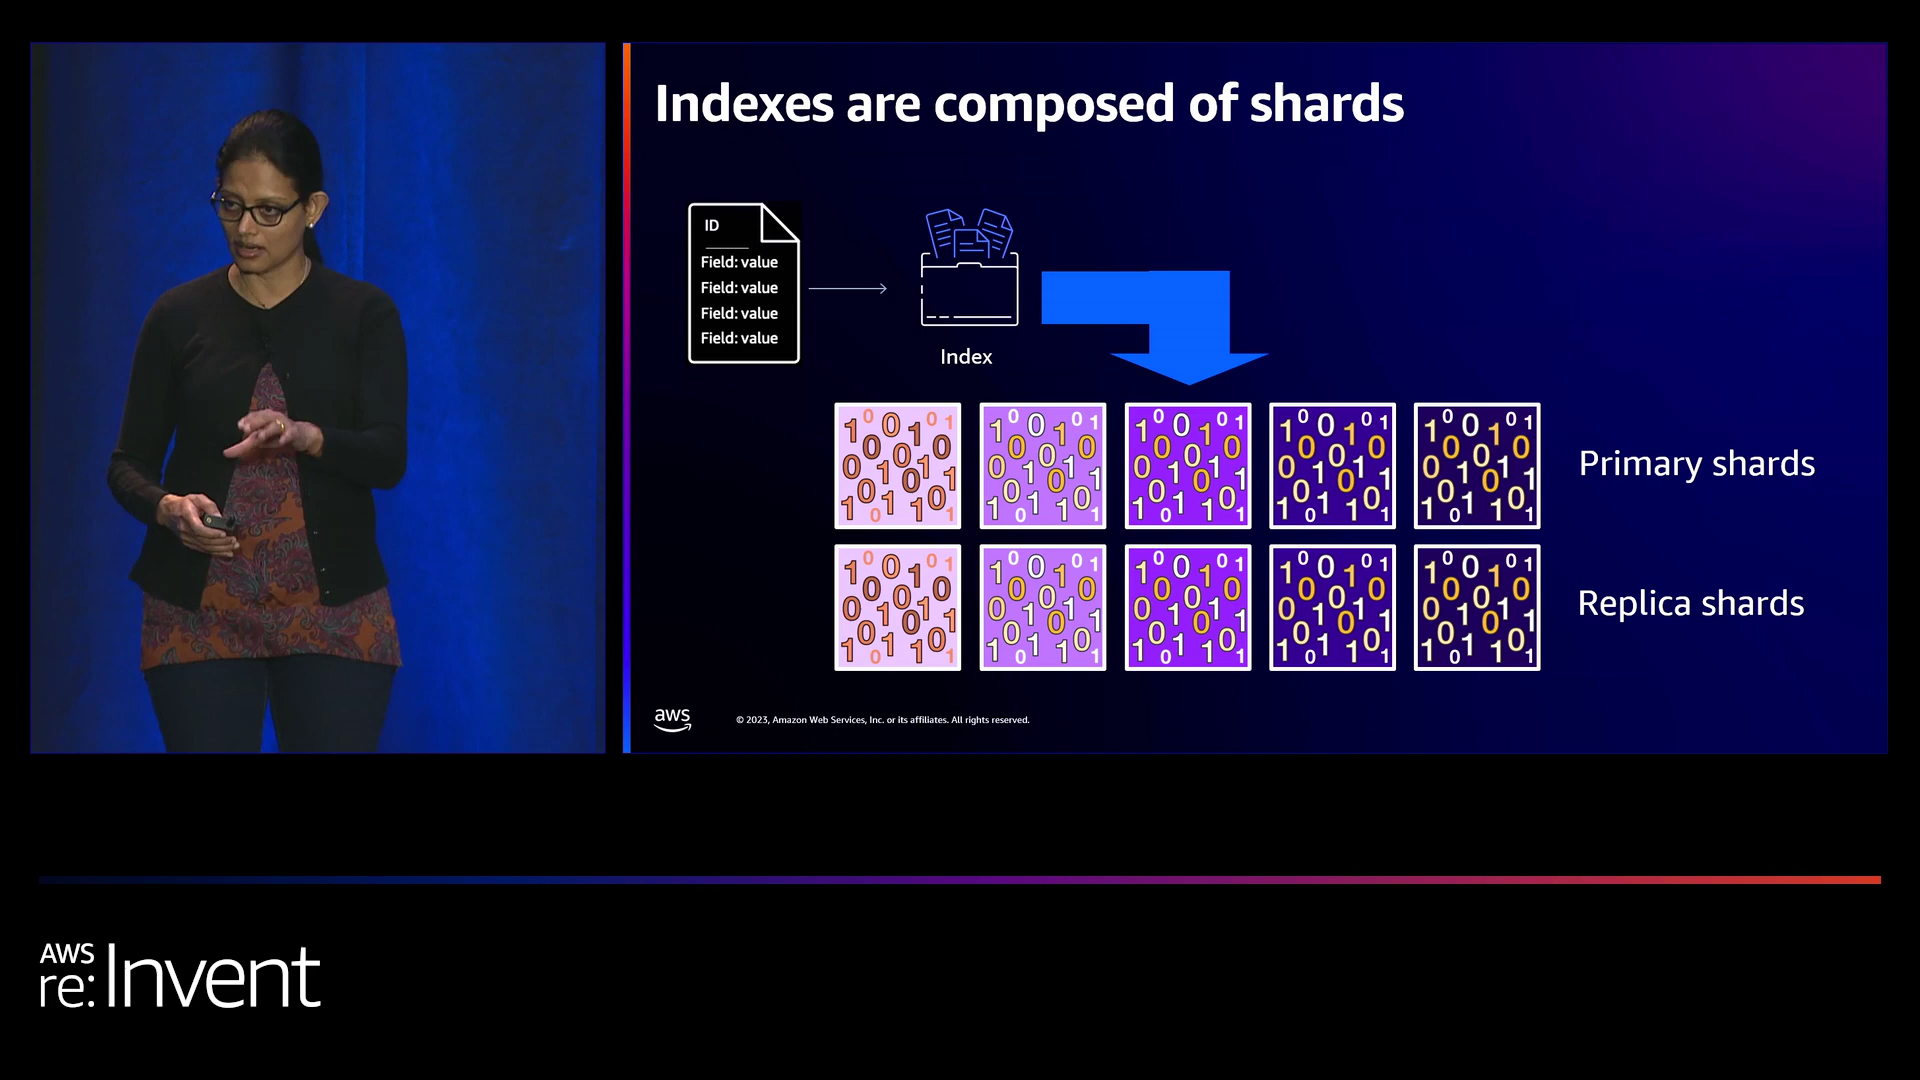 Indexes are composed of shards
ID
Field: value
Field: value
Field: value
Field: value
Index
Primary shards
Replica shards
aws
© 2023, Amazon Web Services, Inc. or its affiliates. All rights reserved.
AWS
re:Invent